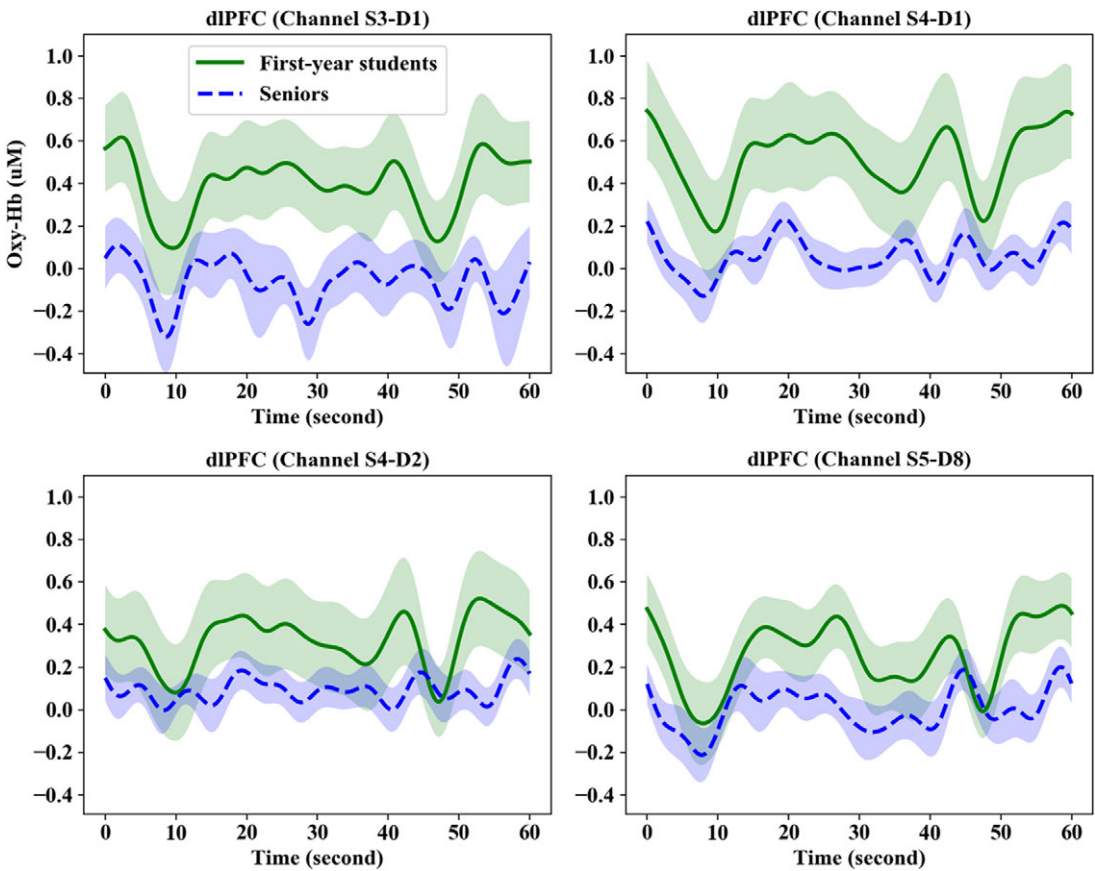 dlPFC (Channel S3-D1)
dlPFC (Channel S4-D1)
1.0
0.8
0.6
0.4
0.2
0.0
−0.2
−0.4
Oxy-Hb (uM)
First-year students
Seniors
0 10 20 30 40 50 60
Time (second)
1.0
0.8
0.6
0.4
0.2
0.0
−0.2
−0.4
0 10 20 30 40 50 60
Time (second)
dlPFC (Channel S4-D2)
dlPFC (Channel S5-D8)
1.0
0.8
0.6
0.4
0.2
0.0
−0.2
−0.4
0 10 20 30 40 50 60
Time (second)
1.0
0.8
0.6
0.4
0.2
0.0
−0.2
−0.4
0 10 20 30 40 50 60
Time (second)